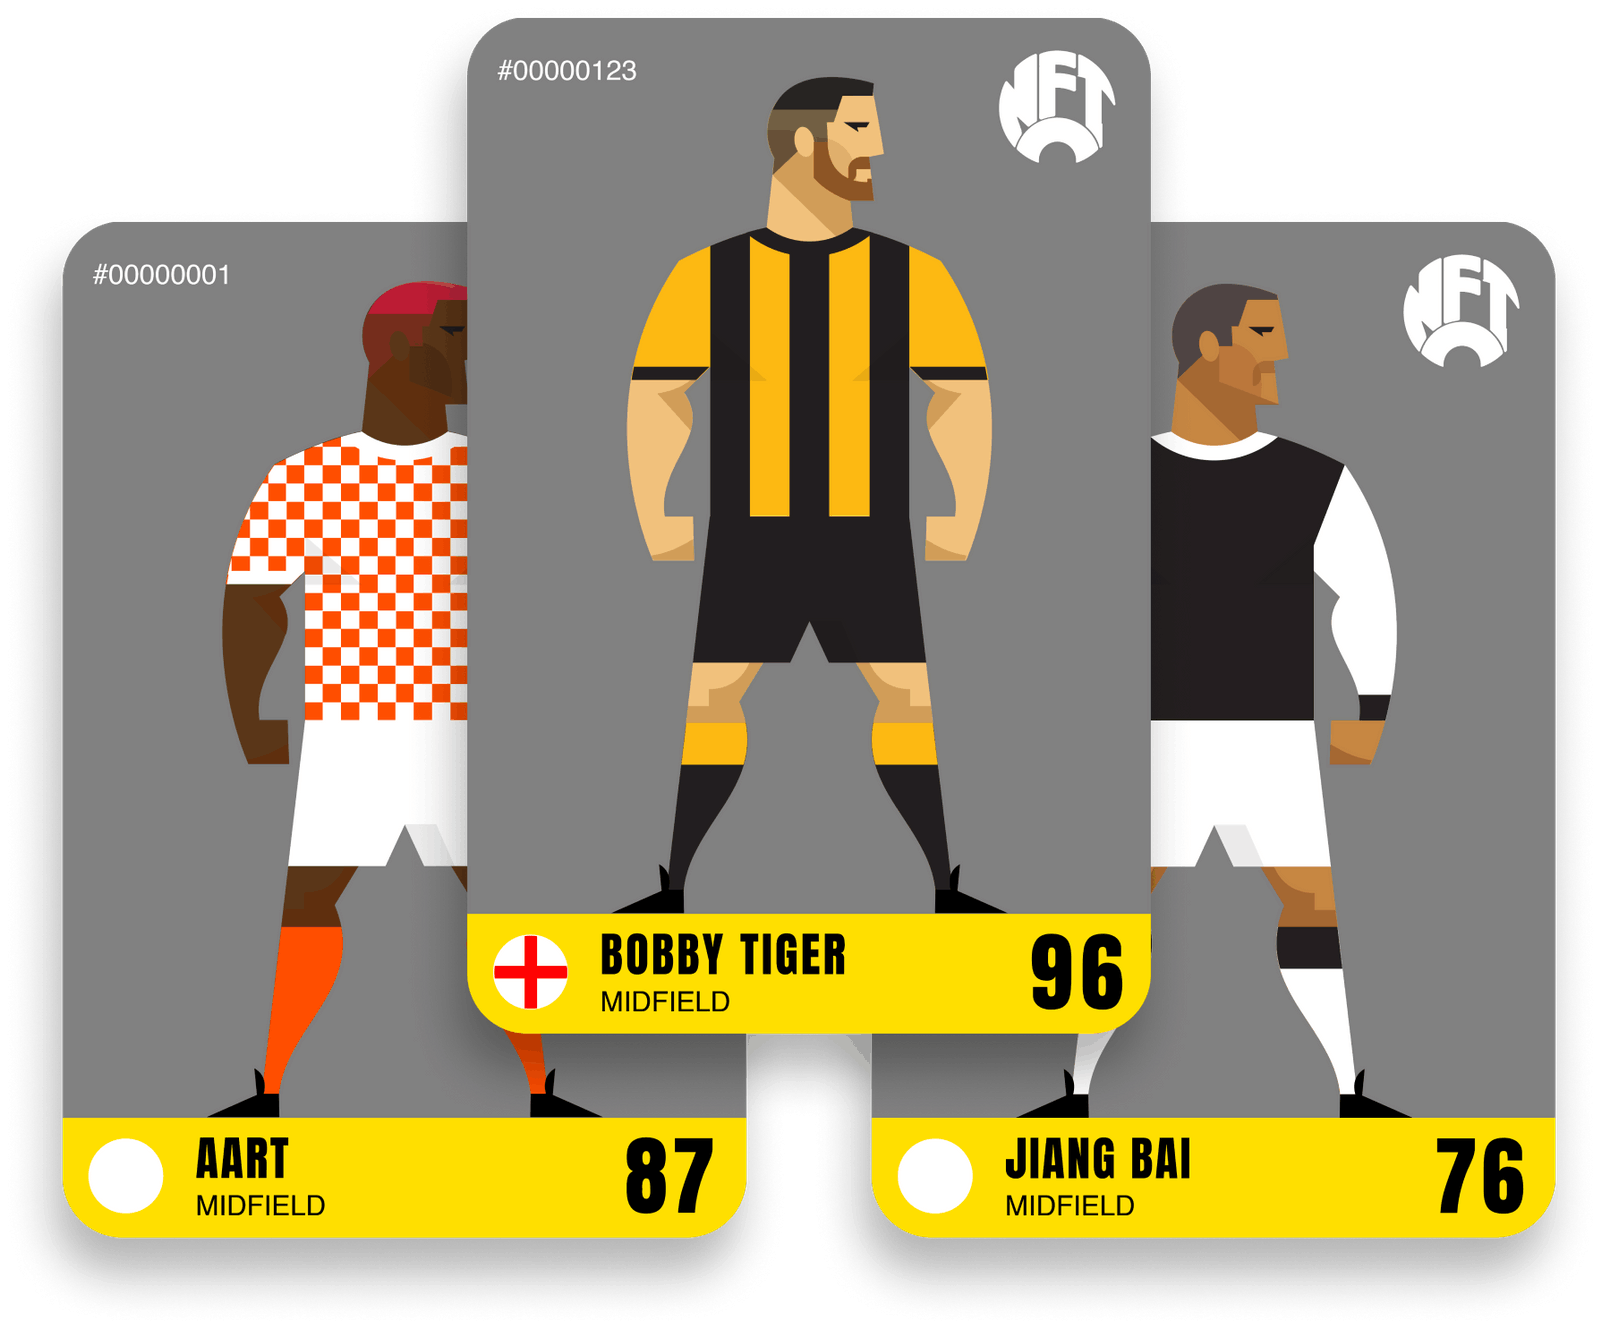 #00000123
NFT
BOBBY TIGER
MIDFIELD
96
#00000001
AART
MIDFIELD
87
NFT
JIANG BAI
MIDFIELD
76